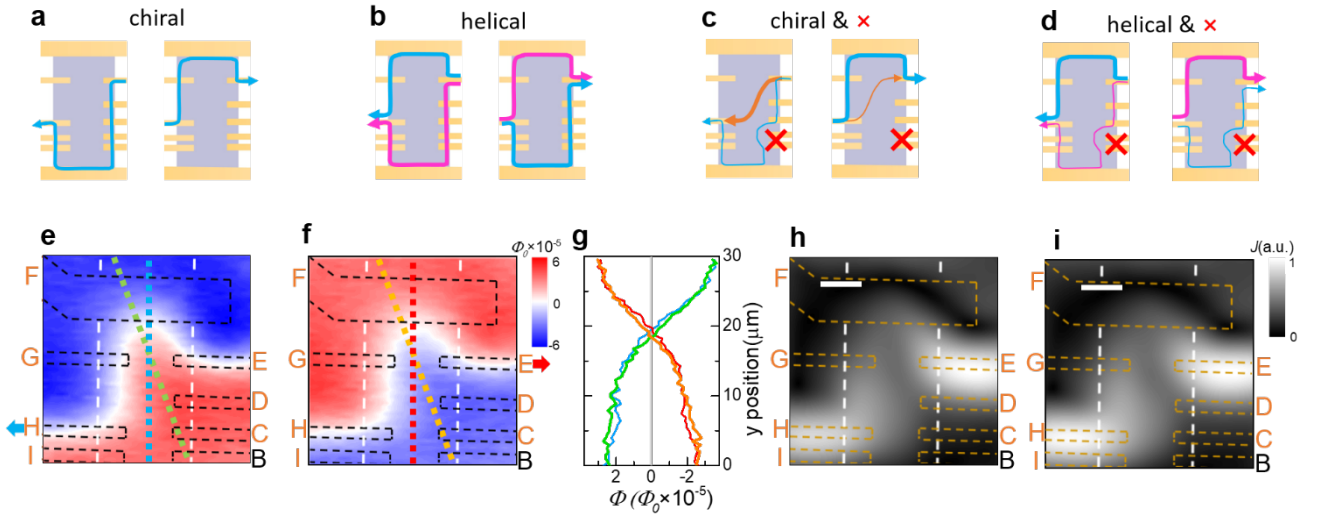 a chiral
b helical
c chiral & ×
d helical & ×
e
F
G
H
I
E
D
C
B
f
Φ₀×10⁻⁵
6
0
-6
F
G
H
I
E
D
C
B
g
30
20
10
0
y position(μm)
2 0 -2
Φ (Φ₀×10⁻⁵)
h
F
G
H
I
E
D
C
B
i
J(a.u.)
1
0
F
G
H
I
E
D
C
B